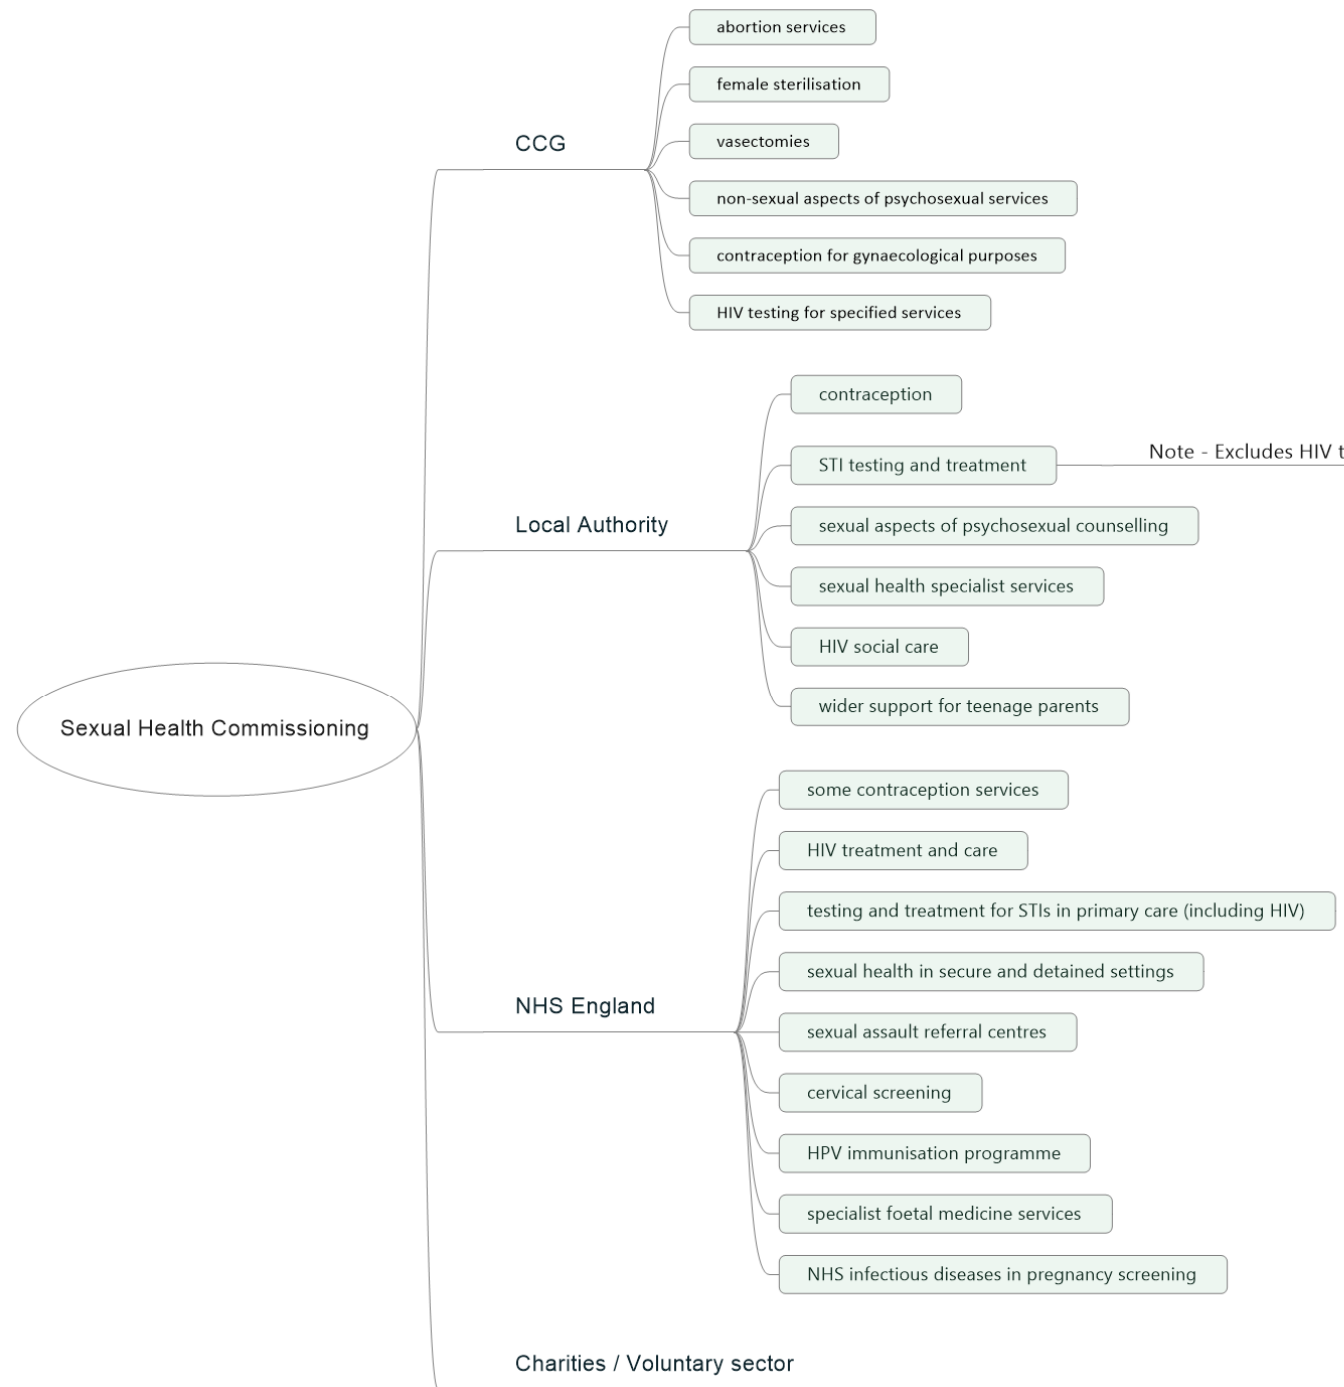 Sexual Health Commissioning
CCG
abortion services
female sterilisation
vasectomies
non-sexual aspects of psychosexual services
contraception for gynaecological purposes
HIV testing for specified services
Local Authority
contraception
STI testing and treatment
Note - Excludes HIV t
sexual aspects of psychosexual counselling
sexual health specialist services
HIV social care
wider support for teenage parents
NHS England
some contraception services
HIV treatment and care
testing and treatment for STIs in primary care (including HIV)
sexual health in secure and detained settings
sexual assault referral centres
cervical screening
HPV immunisation programme
specialist foetal medicine services
NHS infectious diseases in pregnancy screening
Charities / Voluntary sector